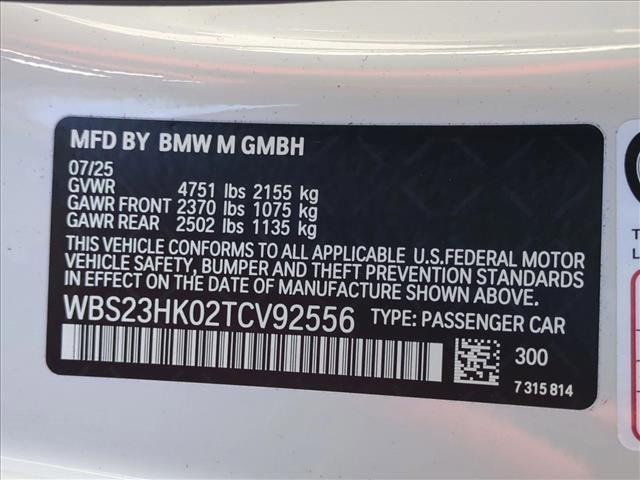 MFD BY BMW M GMBH
07/25
GVWR 4751 lbs 2155 kg
GAWR FRONT 2370 lbs 1075 kg
GAWR REAR 2502 lbs 1135 kg
THIS VEHICLE CONFORMS TO ALL APPLICABLE U.S.FEDERAL MOTOR
VEHICLE SAFETY, BUMPER AND THEFT PREVENTION STANDARDS
IN EFFECT ON THE DATE OF MANUFACTURE SHOWN ABOVE.
WBS23HK02TCV92556 TYPE: PASSENGER CAR
300
7 315 814
T
L